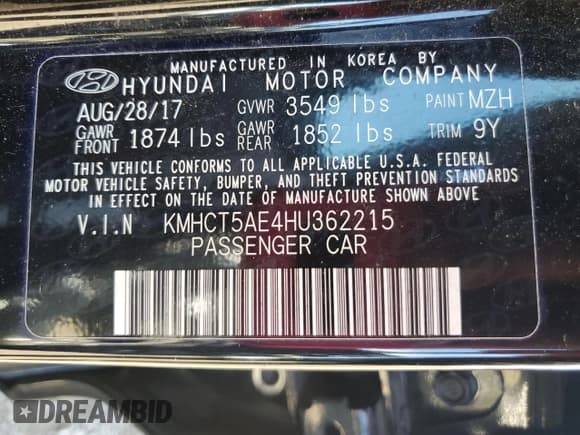 MANUFACTURED IN KOREA BY
HYUNDAI MOTOR COMPANY
AUG/28/17 GVWR 3549 lbs PAINT MZH
GAWR FRONT 1874 lbs GAWR REAR 1852 lbs TRIM 9Y
THIS VEHICLE CONFORMS TO ALL APPLICABLE U.S.A. FEDERAL
MOTOR VEHICLE SAFETY, BUMPER, AND THEFT PREVENTION STANDARDS
IN EFFECT ON THE DATE OF MANUFACTURE SHOWN ABOVE
V.I.N KMHCT5AE4HU362215
PASSENGER CAR
DREAMBID